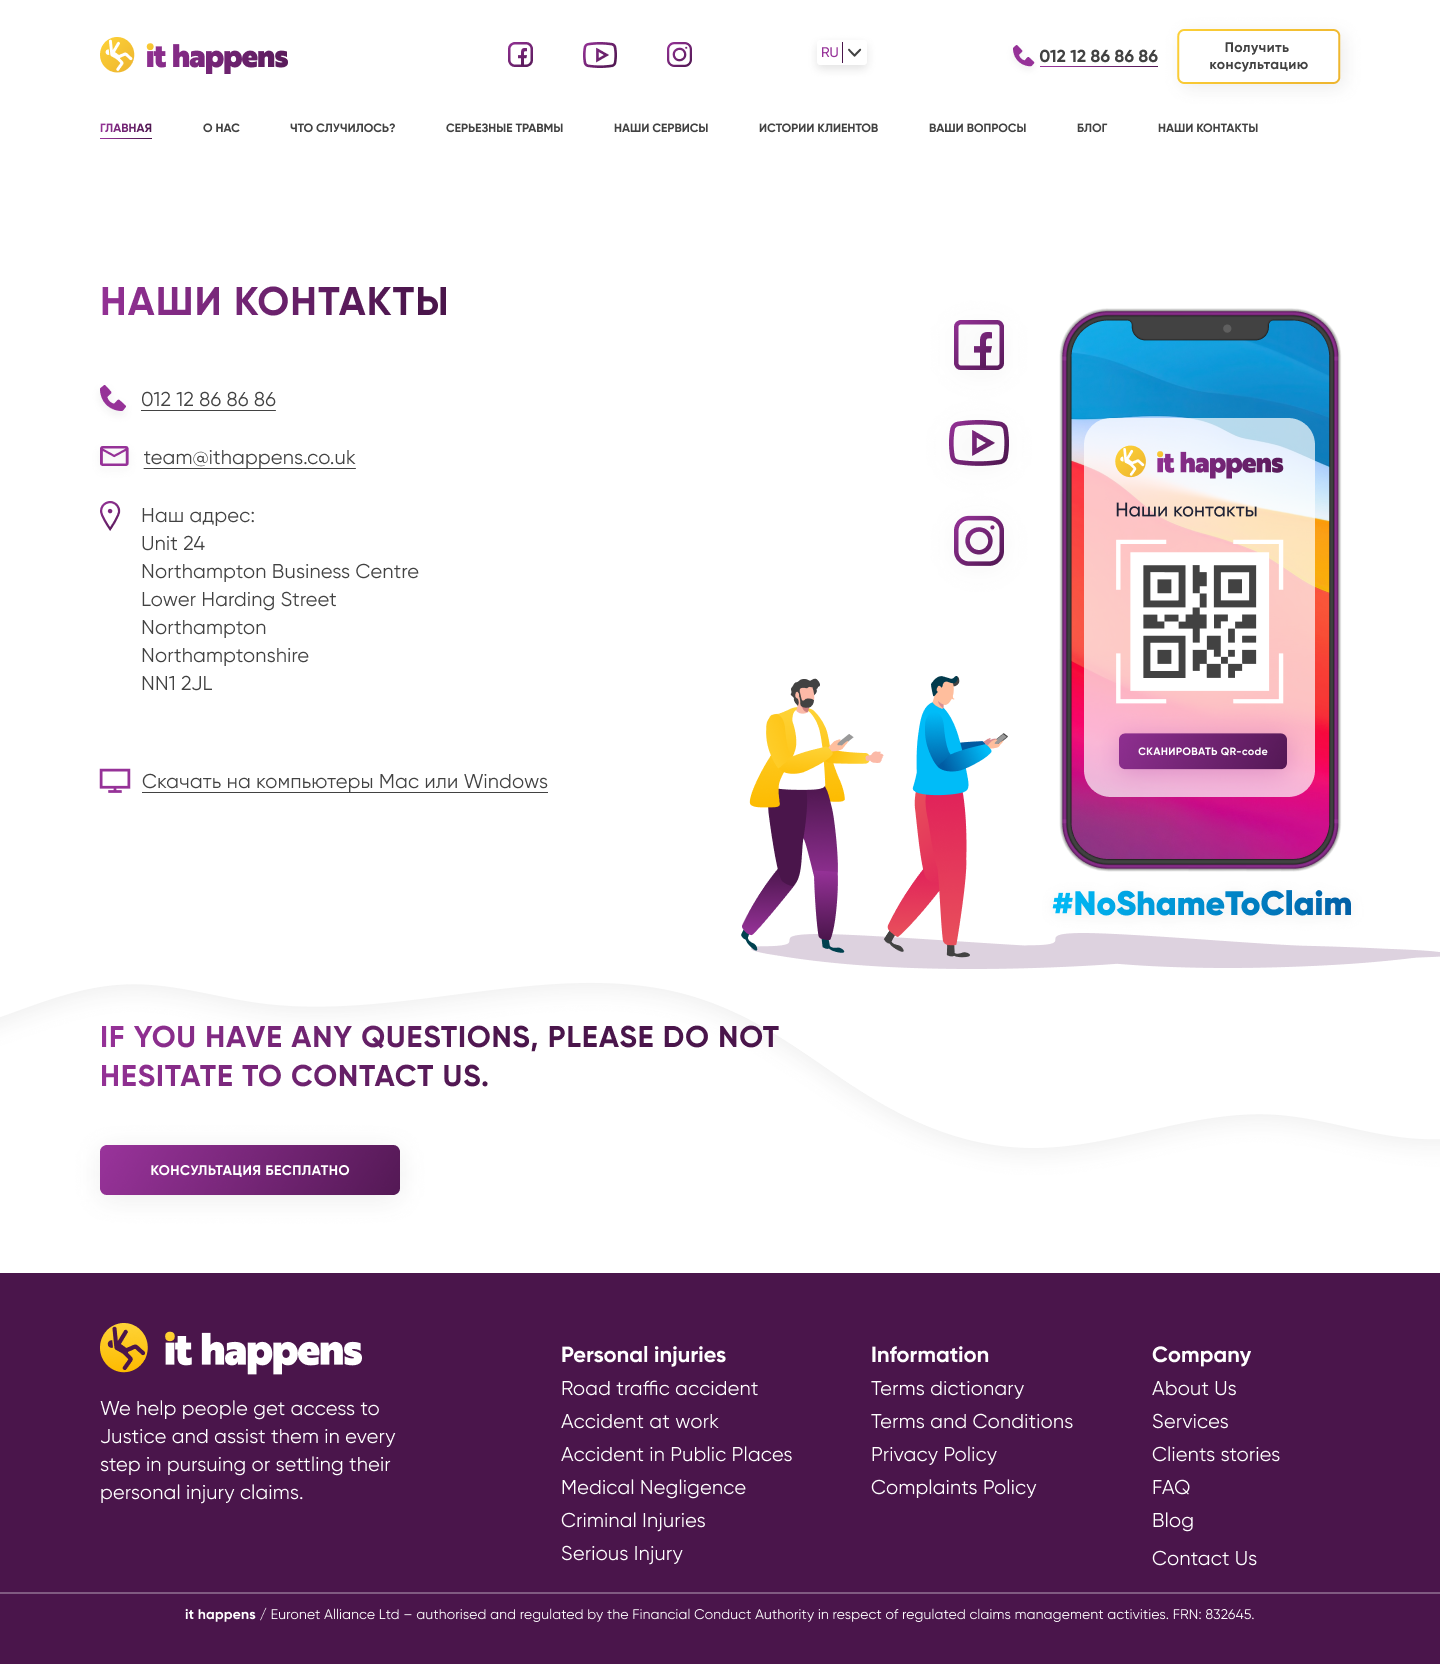 it happens
RU
012 12 86 86 86
Получить
консультацию
ГЛАВНАЯ
О НАС
ЧТО СЛУЧИЛОСЬ?
СЕРЬЕЗНЫЕ ТРАВМЫ
НАШИ СЕРВИСЫ
ИСТОРИИ КЛИЕНТОВ
ВАШИ ВОПРОСЫ
БЛОГ
НАШИ КОНТАКТЫ
НАШИ КОНТАКТЫ
012 12 86 86 86
team@ithappens.co.uk
Наш адрес:
Unit 24
Northampton Business Centre
Lower Harding Street
Northampton
Northamptonshire
NN1 2JL
Скачать на компьютеры Mac или Windows
it happens
Наши контакты
СКАНИРОВАТЬ QR-code
#NoShameToClaim
IF YOU HAVE ANY QUESTIONS, PLEASE DO NOT
HESITATE TO CONTACT US.
КОНСУЛЬТАЦИЯ БЕСПЛАТНО
it happens
We help people get access to
Justice and assist them in every
step in pursuing or settling their
personal injury claims.
Personal injuries
Road traffic accident
Accident at work
Accident in Public Places
Medical Negligence
Criminal Injuries
Serious Injury
Information
Terms dictionary
Terms and Conditions
Privacy Policy
Complaints Policy
Company
About Us
Services
Clients stories
FAQ
Blog
Contact Us
it happens / Euronet Alliance Ltd – authorised and regulated by the Financial Conduct Authority in respect of regulated claims management activities. FRN: 832645.